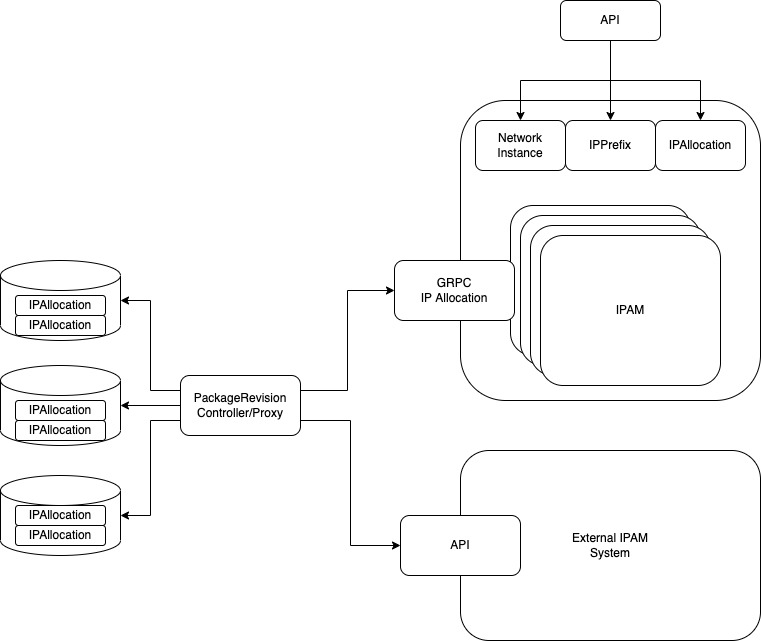 API
Network
Instance
IPPrefix
IPAllocation
GRPC
IP Allocation
IPAM
IPAllocation
IPAllocation
PackageRevision
Controller/Proxy
IPAllocation
IPAllocation
IPAllocation
IPAllocation
API
External IPAM
System